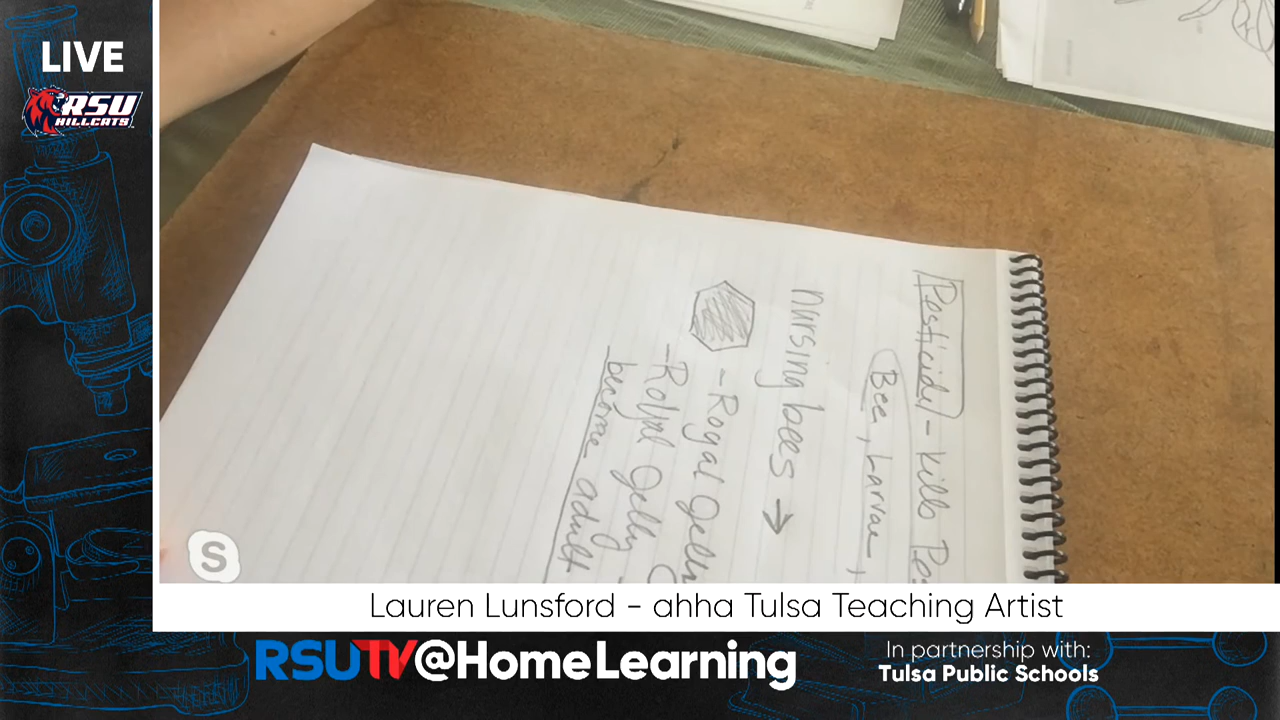 LIVE
RSU
HILLCATS
Pesticide - kills
Bee, Larvae,
nursing bees →
- Royal Jelly
- Royal Jelly
become adult
S
Lauren Lunsford - ahha Tulsa Teaching Artist
RSUTV@HomeLearning
In partnership with:
Tulsa Public Schools